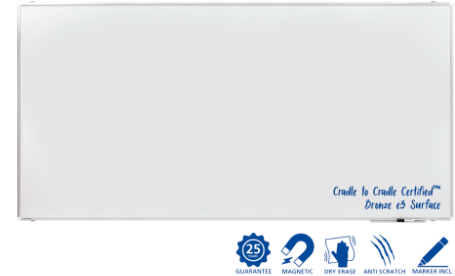 Cradle to Cradle Certified™
Bronze e3 Surface
25
GUARANTEE
MAGNETIC
DRY ERASE
ANTI SCRATCH
MARKER INCL.